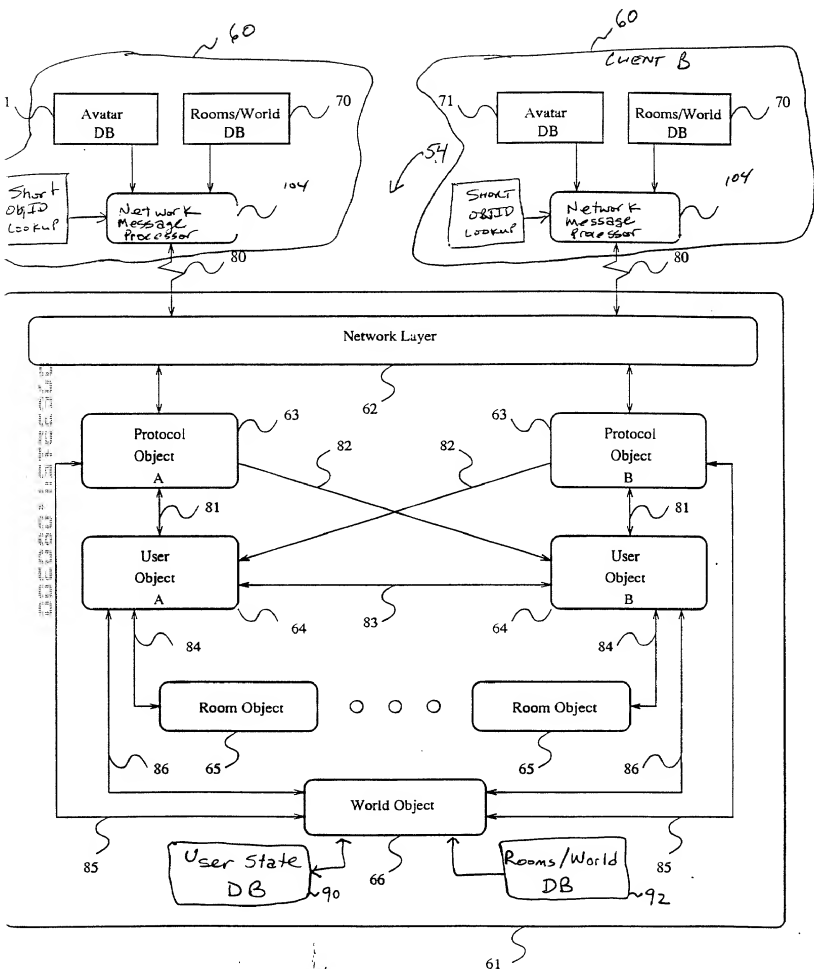 60
60
CLIENT B
1
Avatar
DB
Rooms/World
DB
70
71
Avatar
DB
Rooms/World
DB
70
54
Short
ObjID
Lookup
Network
Message
Processor
104
SHORT
OBJID
LOOKUP
Network
message
Processor
104
80
80
Network Layer
62
63
63
Protocol
Object
A
82
82
Protocol
Object
B
81
81
User
Object
A
User
Object
B
64
83
64
84
84
Room Object
Room Object
65
65
86
86
World Object
85
66
85
User State
DB
90
Rooms/World
DB
92
61